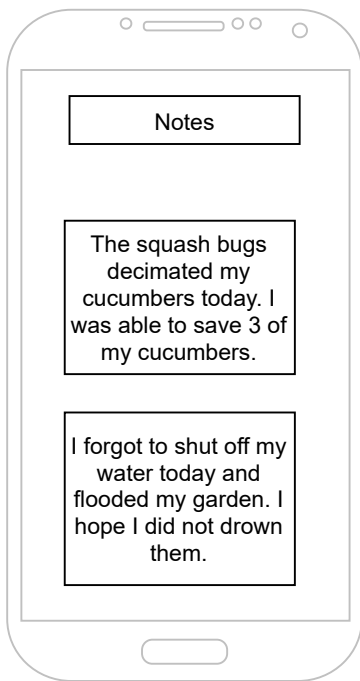 Notes
The squash bugs
decimated my
cucumbers today. I
was able to save 3 of
my cucumbers.
I forgot to shut off my
water today and
flooded my garden. I
hope I did not drown
them.